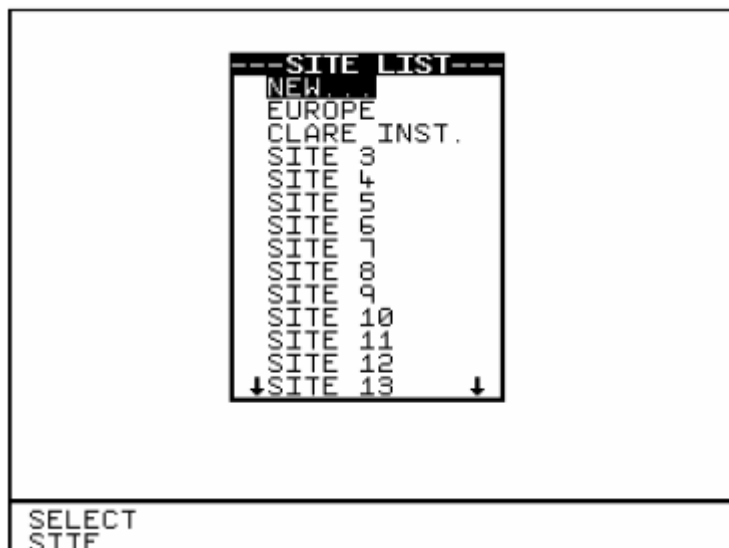 ---SITE LIST---
NEW...
EUROPE
CLARE INST.
SITE 3
SITE 4
SITE 5
SITE 6
SITE 7
SITE 8
SITE 9
SITE 10
SITE 11
SITE 12
↓SITE 13 ↓
SELECT
SITE